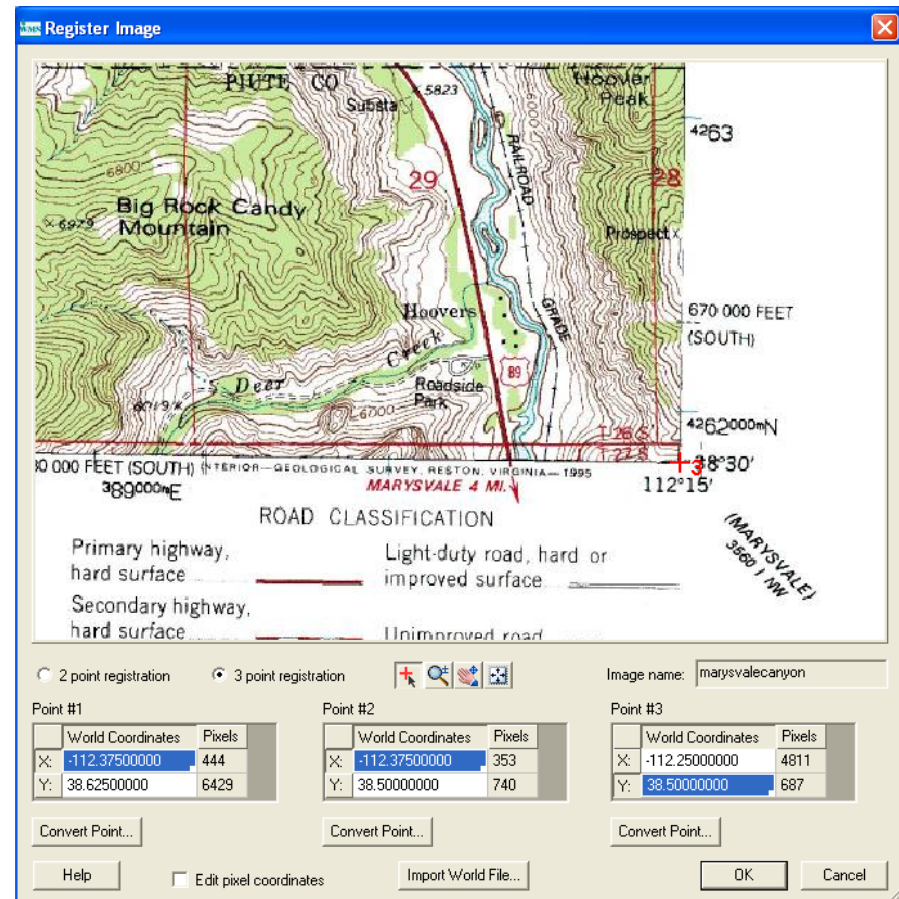 WMS Register Image
PIUTE CO
Hoover
Peak
Substa
× 5823
6000
4263
RAILROAD
6800
29
28
Big Rock Candy
Mountain
× 6979
Prospect ×
Hoovers
GRADE
670 000 FEET
(SOUTH)
Deer Creek
89
Roadside
Park
6000
T 26 S
T 27 S
4262000mN
3
38°30'
0 000 FEET (SOUTH)
INTERIOR—GEOLOGICAL SURVEY, RESTON, VIRGINIA—1995
389000mE
MARYSVALE 4 MI.
112°15'
ROAD CLASSIFICATION
(MARYSVALE)
3560 I NW
Primary highway,
hard surface
Light-duty road, hard or
improved surface
Secondary highway,
hard surface
Unimproved road
2 point registration
3 point registration
Image name: marysvalecanyon
Point #1
Point #2
Point #3
World Coordinates Pixels
X: -112.37500000 444
Y: 38.62500000 6429
World Coordinates Pixels
X: -112.37500000 353
Y: 38.50000000 740
World Coordinates Pixels
X: -112.25000000 4811
Y: 38.50000000 687
Convert Point...
Convert Point...
Convert Point...
Help
Edit pixel coordinates
Import World File...
OK
Cancel